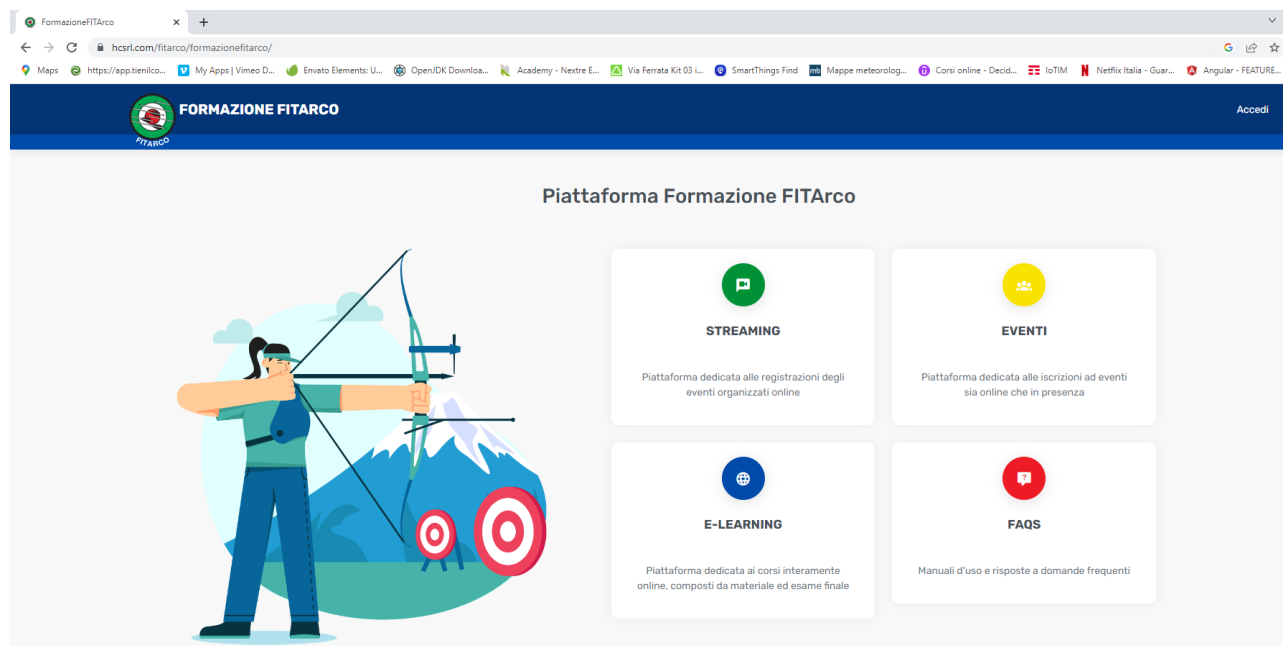 FormazioneFITArco
hcsrl.com/fitarco/formazionefitarco/
Maps https://app.tienilco... My Apps | Vimeo D... Envato Elements: U... OpenJDK Downloa... Academy - Nextre E... Via Ferrata Kit 03 i... SmartThings Find Mappe meteorolog... Corsi online - Decid... IoTIM Netflix Italia - Guar... Angular - FEATURE...
FORMAZIONE FITARCO
Accedi
FITARCO
Piattaforma Formazione FITArco
STREAMING
Piattaforma dedicata alle registrazioni degli
eventi organizzati online
EVENTI
Piattaforma dedicata alle iscrizioni ad eventi
sia online che in presenza
E-LEARNING
Piattaforma dedicata ai corsi interamente
online, composti da materiale ed esame finale
FAQS
Manuali d'uso e risposte a domande frequenti